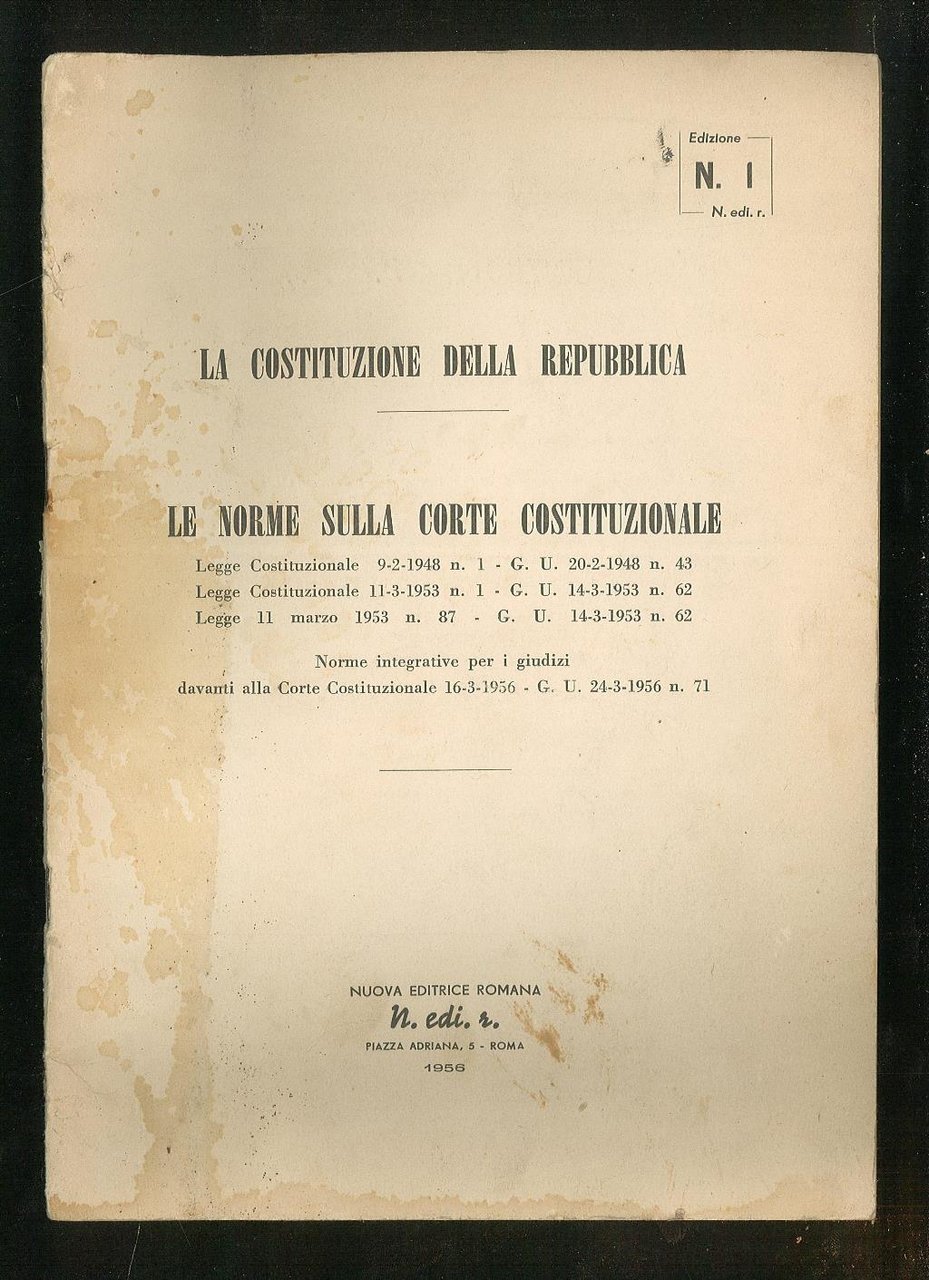 Edizione
N. 1
N. edi. r.
LA COSTITUZIONE DELLA REPUBBLICA
LE NORME SULLA CORTE COSTITUZIONALE
Legge Costituzionale 9-2-1948 n. 1 - G. U. 20-2-1948 n. 43
Legge Costituzionale 11-3-1953 n. 1 - G. U. 14-3-1953 n. 62
Legge 11 marzo 1953 n. 87 - G. U. 14-3-1953 n. 62
Norme integrative per i giudizi
davanti alla Corte Costituzionale 16-3-1956 - G. U. 24-3-1956 n. 71
NUOVA EDITRICE ROMANA
N. edi. r.
PIAZZA ADRIANA, 5 - ROMA
1956